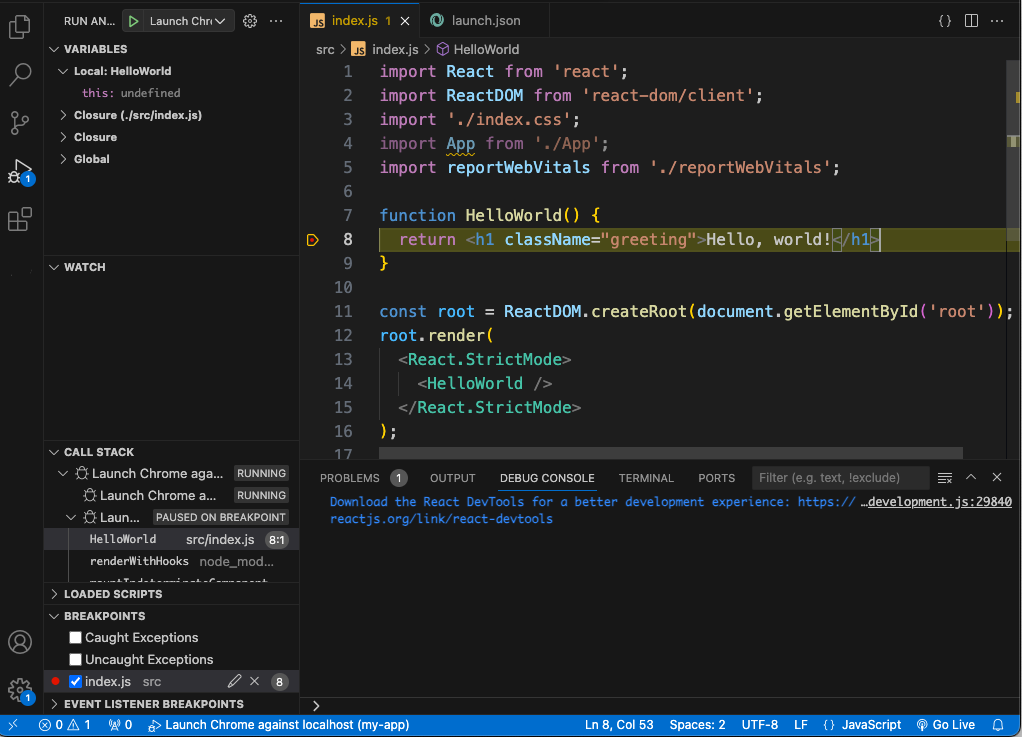 RUN AN... Launch Chr
VARIABLES
Local: HelloWorld
this: undefined
Closure (./src/index.js)
Closure
Global
WATCH
CALL STACK
Launch Chrome aga... RUNNING
Launch Chrome a... RUNNING
Laun... PAUSED ON BREAKPOINT
HelloWorld src/index.js 8:1
renderWithHooks node_mod...
mountIndeterminateComponent
LOADED SCRIPTS
BREAKPOINTS
Caught Exceptions
Uncaught Exceptions
index.js src 8
EVENT LISTENER BREAKPOINTS
1
1
JS index.js 1 launch.json
src > JS index.js > HelloWorld
1 import React from 'react';
2 import ReactDOM from 'react-dom/client';
3 import './index.css';
4 import App from './App';
5 import reportWebVitals from './reportWebVitals';
6
7 function HelloWorld() {
8 return <h1 className="greeting">Hello, world!</h1>
9 }
10
11 const root = ReactDOM.createRoot(document.getElementById('root'));
12 root.render(
13 <React.StrictMode>
14 <HelloWorld />
15 </React.StrictMode>
16 );
17
PROBLEMS 1 OUTPUT DEBUG CONSOLE TERMINAL PORTS Filter (e.g. text, !exclude)
Download the React DevTools for a better development experience: https:// …development.js:29840
reactjs.org/link/react-devtools
0 1 0 Launch Chrome against localhost (my-app) Ln 8, Col 53 Spaces: 2 UTF-8 LF {} JavaScript Go Live